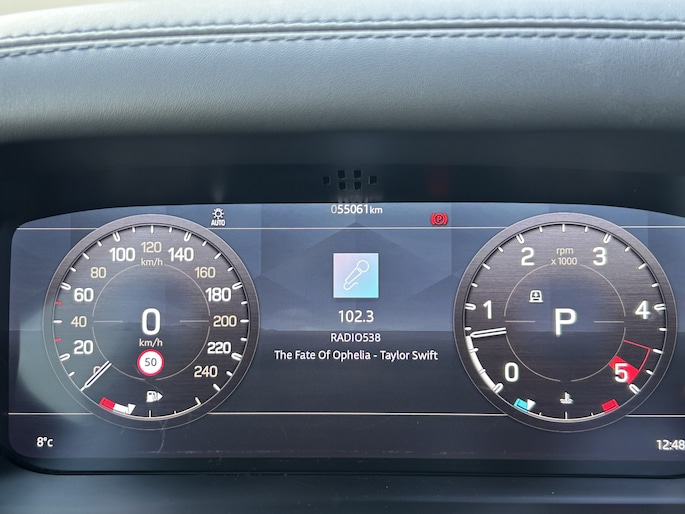 055061km
AUTO
(P)
80 100 120 140 160
km/h
60 180
40 200
20 220
0 240
0
km/h
50
102.3
RADIO538
The Fate Of Ophelia - Taylor Swift
2 3
rpm
x 1000
1 4
P
0 5
8°c
12:48